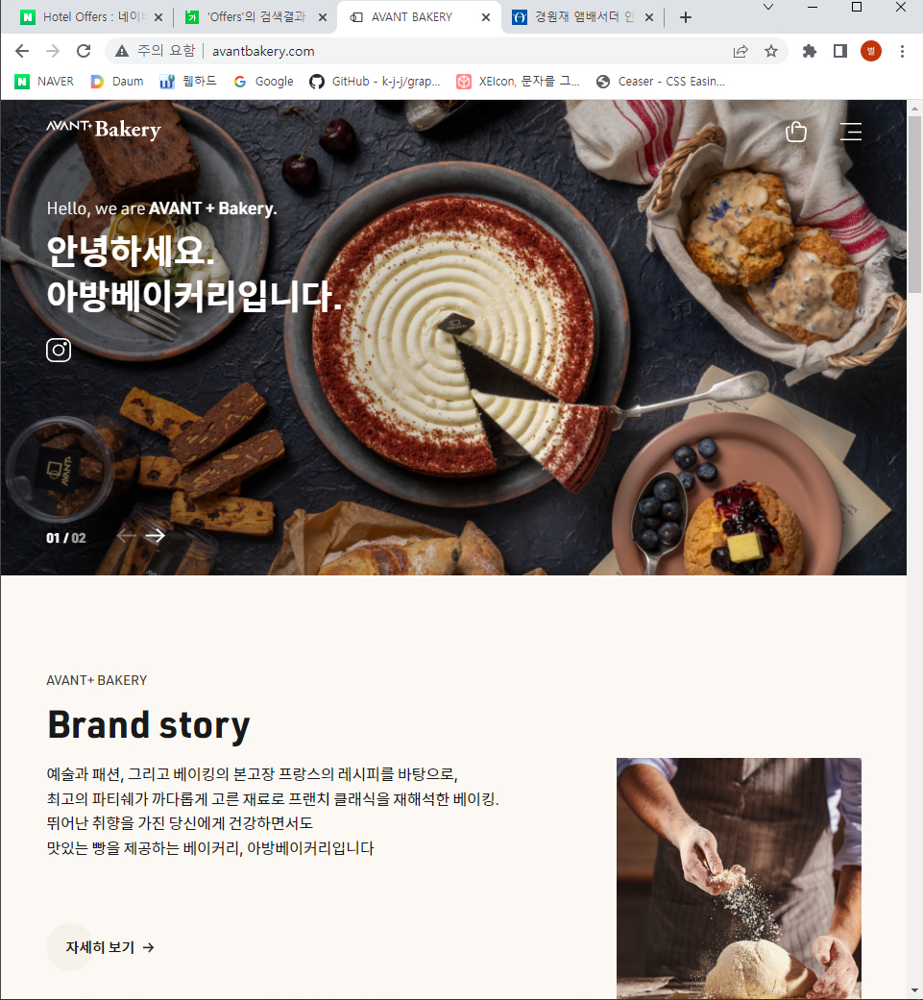 Hotel Offers : 네이
'Offers'의 검색결과
AVANT BAKERY
경원재 앰배서더 인
주의 요함
avantbakery.com
별
NAVER
Daum
웹하드
Google
GitHub - k-j-j/grap...
XEIcon, 문자를 그...
Ceaser - CSS Easin...
AVANT+ Bakery
Hello, we are AVANT + Bakery.
안녕하세요.
아방베이커리입니다.
AVANT+
01 / 02
AVANT+ BAKERY
Brand story
예술과 패션, 그리고 베이킹의 본고장 프랑스의 레시피를 바탕으로,
최고의 파티쉐가 까다롭게 고른 재료로 프랜치 클래식을 재해석한 베이킹.
뛰어난 취향을 가진 당신에게 건강하면서도
맛있는 빵을 제공하는 베이커리, 아방베이커리입니다
자세히 보기 →